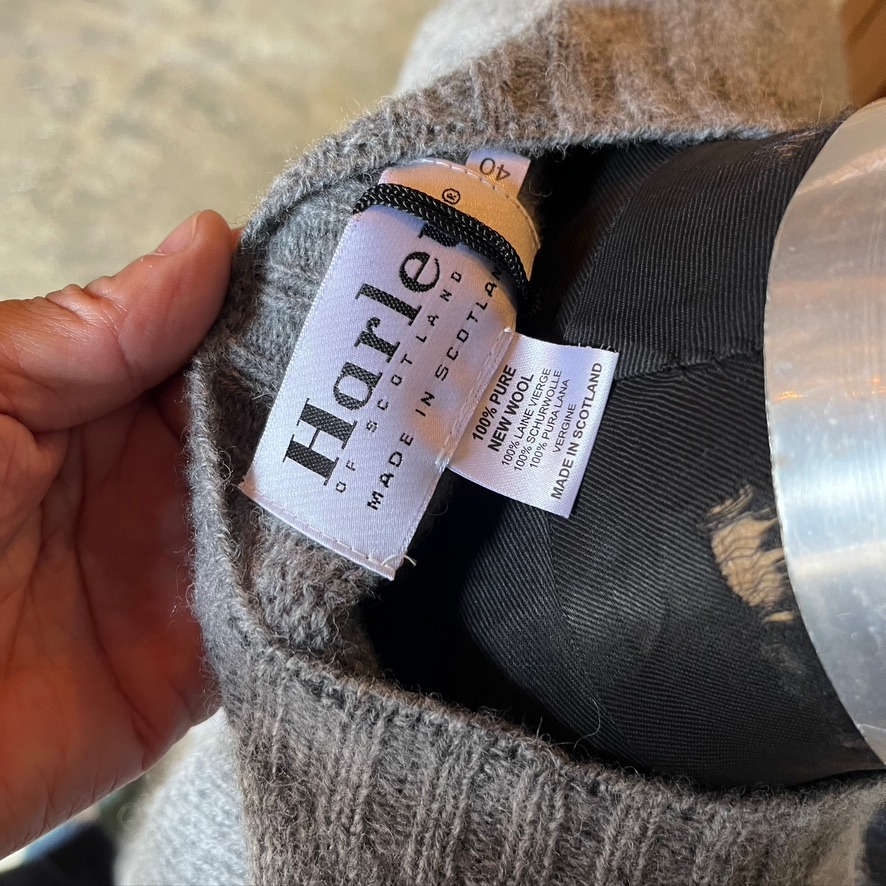 40
Harley®
OF SCOTLAND
MADE IN SCOTLAND
100% PURE
NEW WOOL
100% LAINE VIERGE
100% SCHURWOLLE
100% PURA LANA
VERGINE
MADE IN SCOTLAND